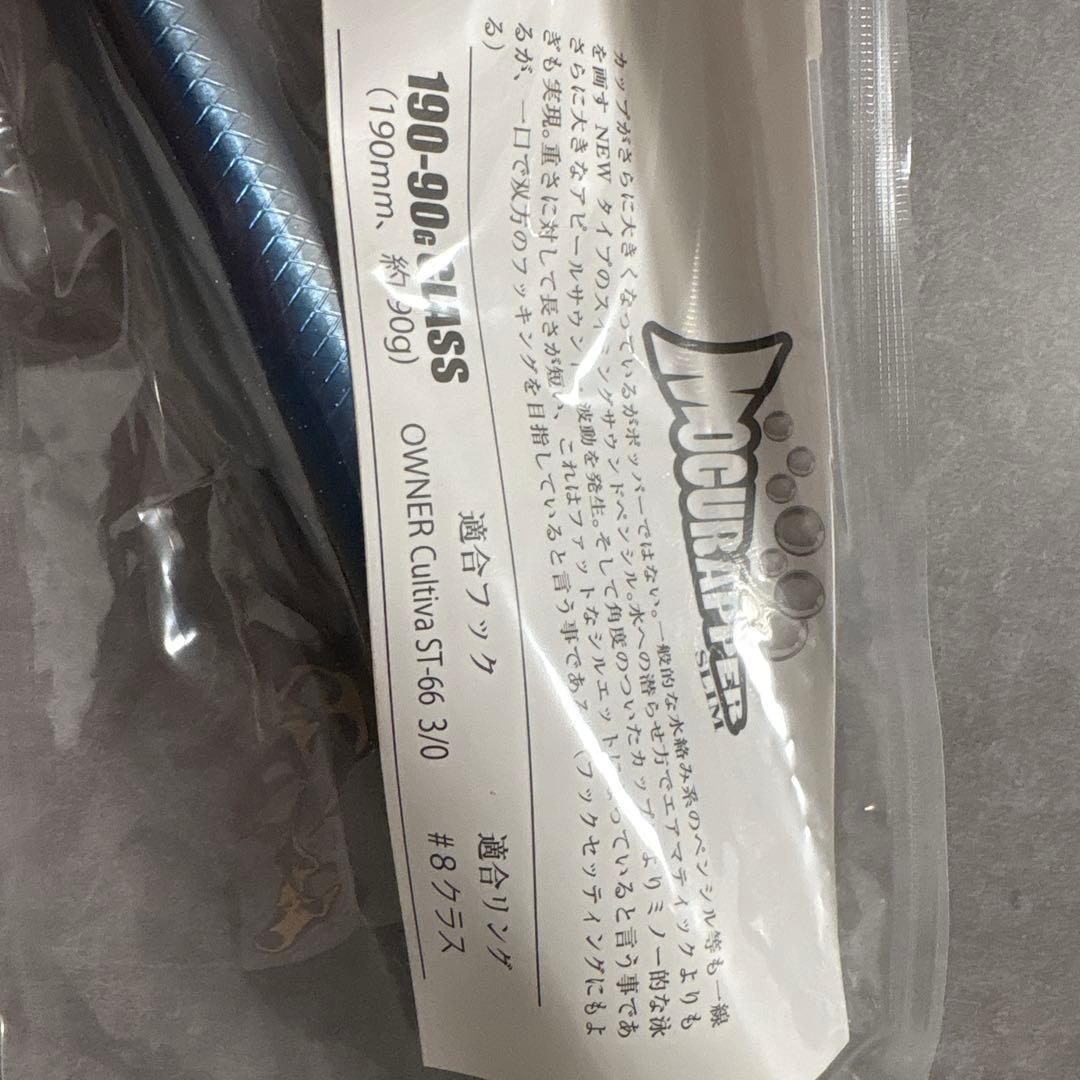 MOCURAPPER
SLIM
カップがさらに大きくなっているがポッパーではない。一般的な水絡み系のペンシル等も一線
を画す NEW タイプのスイミングサウンドペンシル。水への潜らせ方でエアマティックよりも
さらに大きなアピールサウン 波動を発生。そして角度のついたカップ よりミノー的な泳
ぎも実現。重さに対して長さが短い、これはファットなシルエットに っていると言う事であ
るが、一口で双方のフッキングを目指していると言う事であ （フックセッティングにもよ
る）
190-90G CLASS 適合フック 適合リング
（190mm、約90g） OWNER Cultiva ST-66 3/0 #8クラス